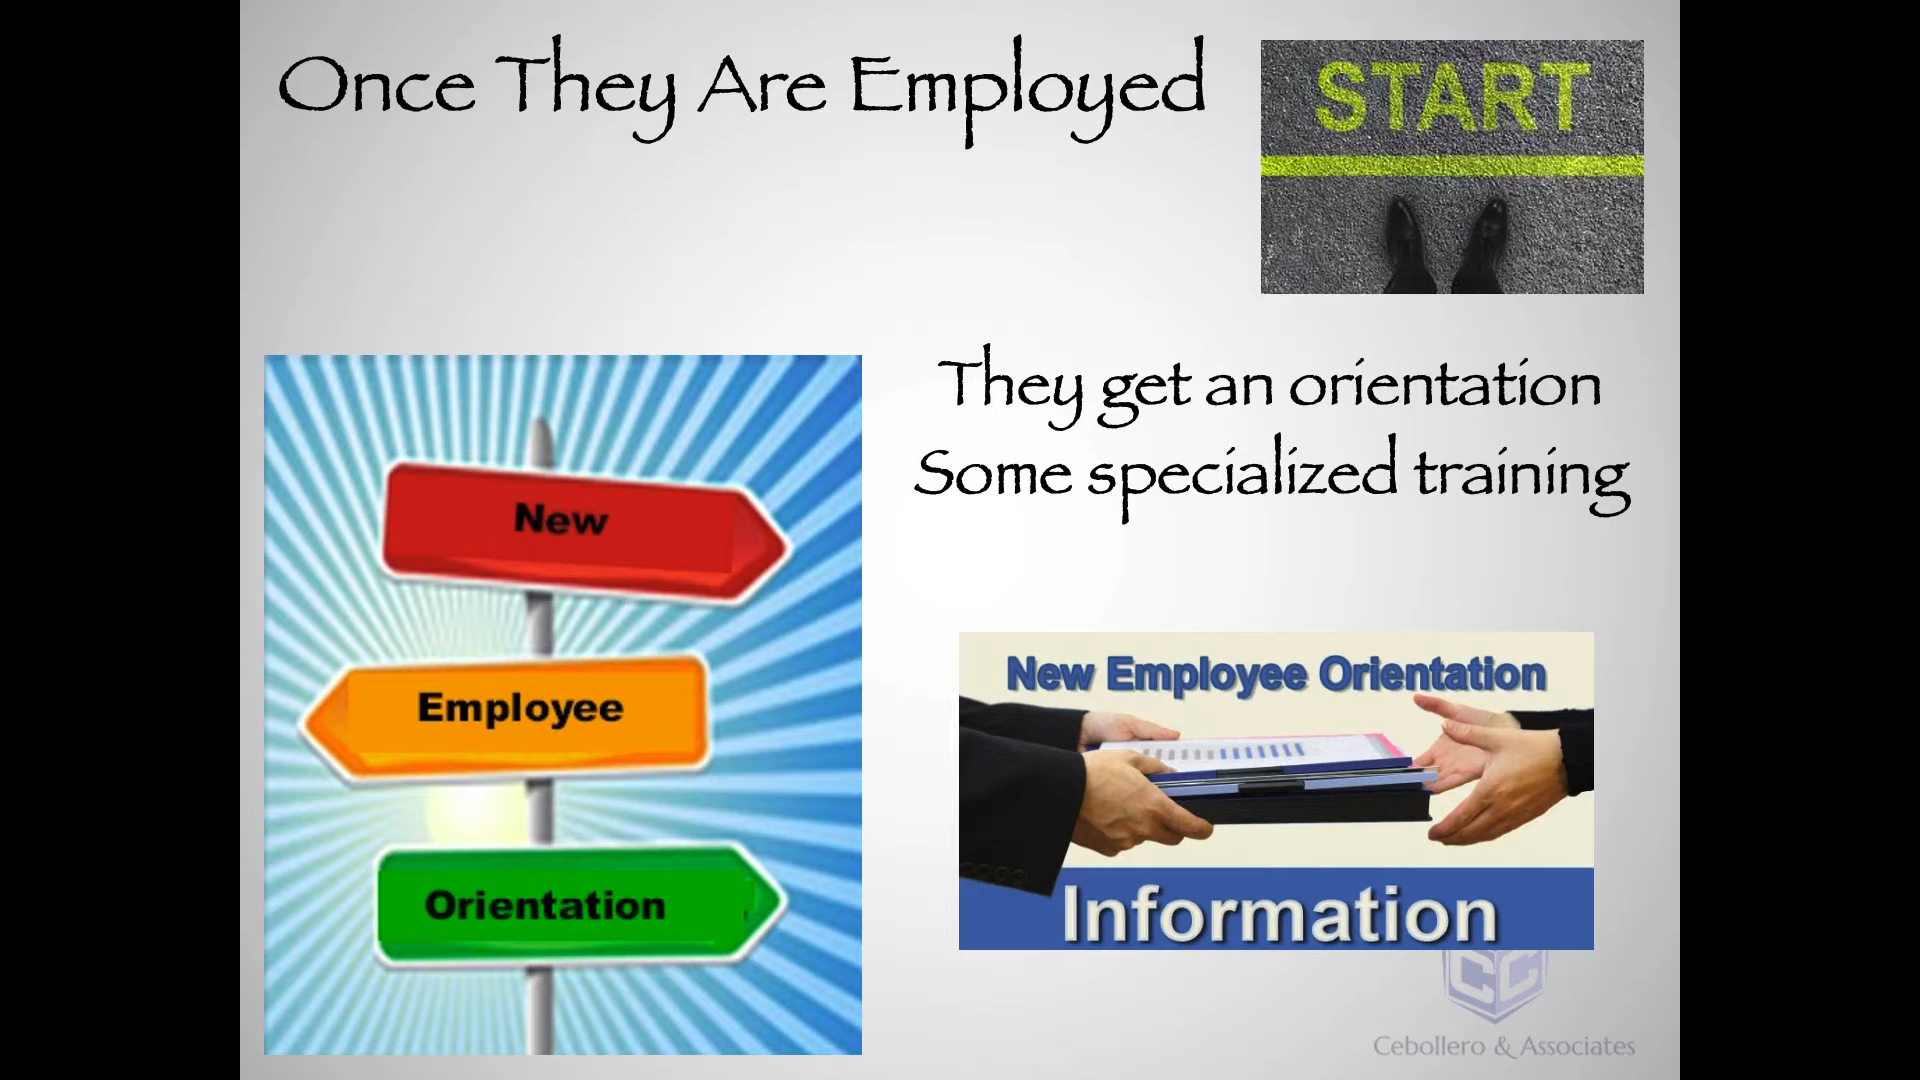 Once They Are Employed
START
They get an orientation
Some specialized training
New
Employee
Orientation
New Employee Orientation
Information
CC
Cebollero & Associates